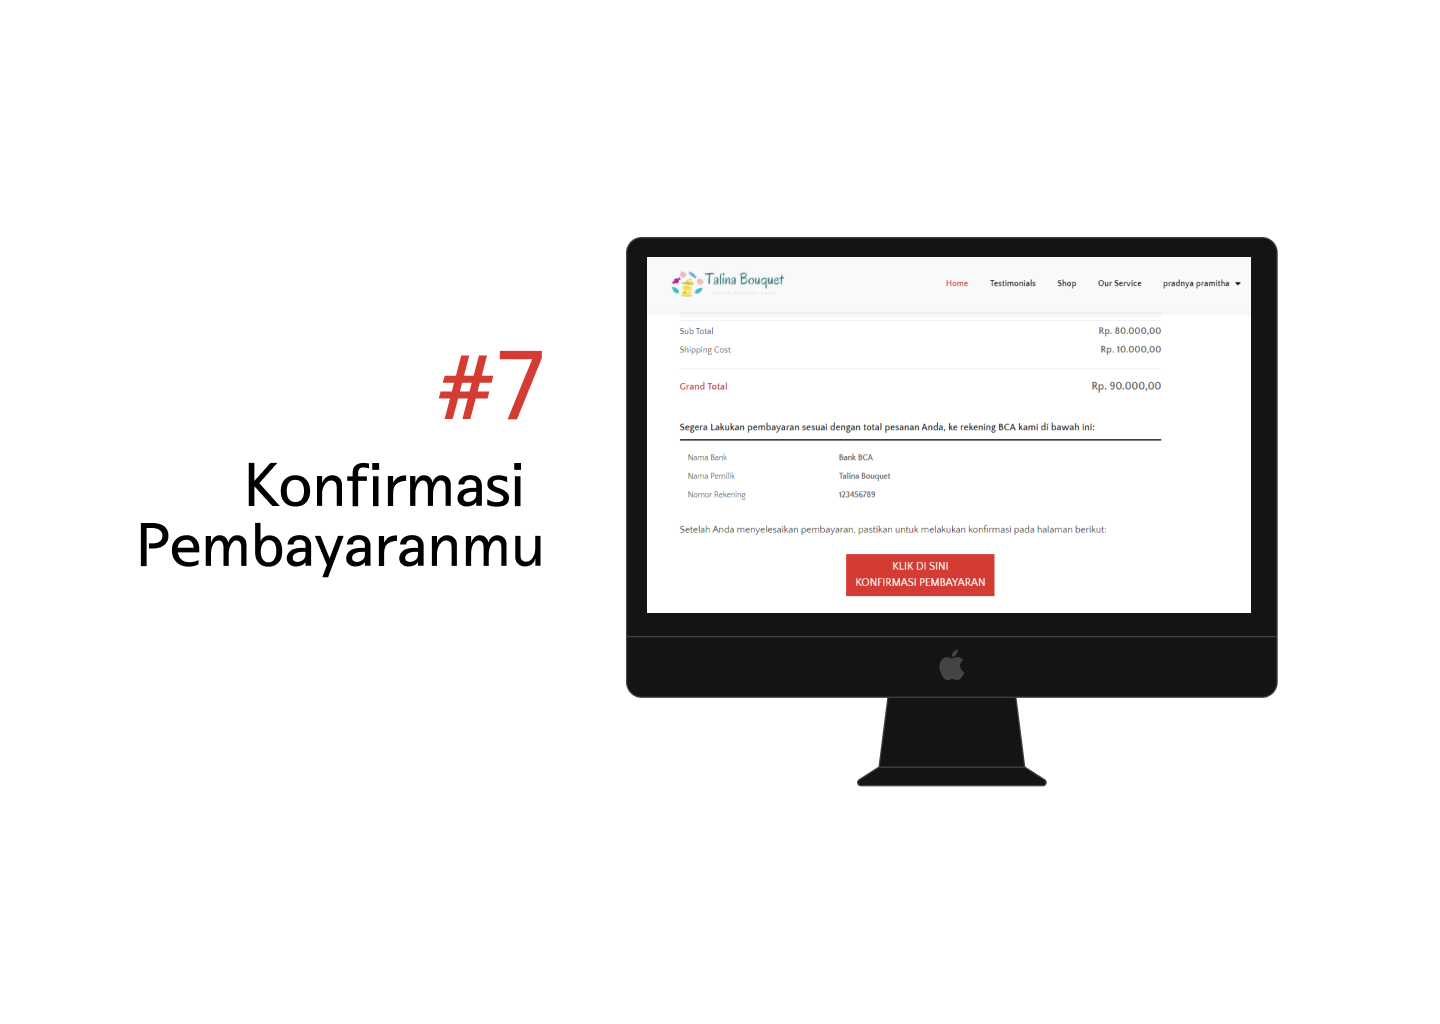 #7
Konfirmasi
Pembayaranmu
Talina Bouquet
Home Testimonials Shop Our Service pradnya pramitha
Sub Total Rp. 80.000,00
Shipping Cost Rp. 10.000,00
Grand Total Rp. 90.000,00
Segera Lakukan pembayaran sesuai dengan total pesanan Anda, ke rekening BCA kami di bawah ini:
Nama Bank Bank BCA
Nama Pemilik Talina Bouquet
Nomor Rekening 123456789
Setelah Anda menyelesaikan pembayaran, pastikan untuk melakukan konfirmasi pada halaman berikut:
KLIK DI SINI
KONFIRMASI PEMBAYARAN